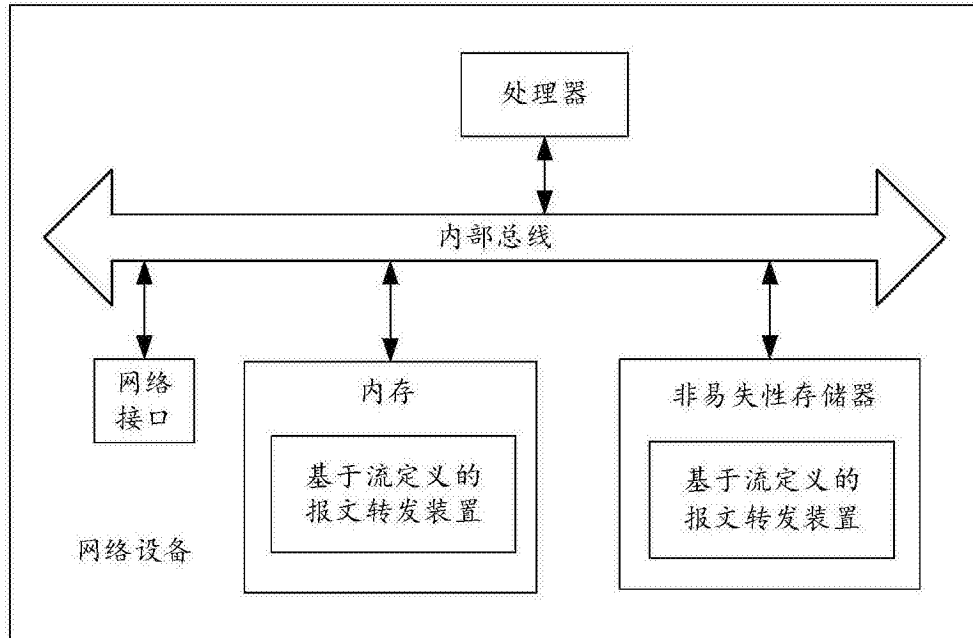 处理器
内部总线
网络
接口
内存
基于流定义的
报文转发装置
非易失性存储器
基于流定义的
报文转发装置
网络设备